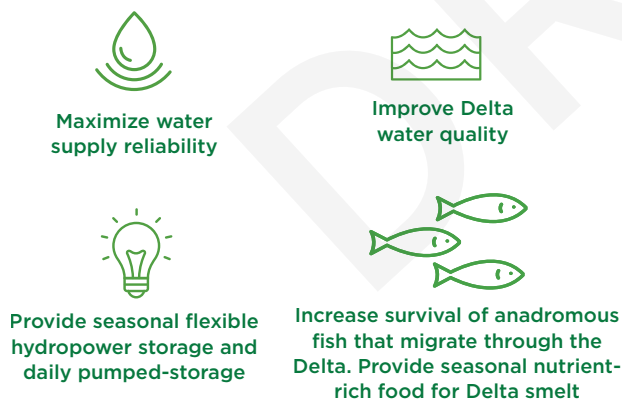 Maximize water
supply reliability
Improve Delta
water quality
Provide seasonal flexible
hydropower storage and
daily pumped-storage
Increase survival of anadromous
fish that migrate through the
Delta. Provide seasonal nutrient-
rich food for Delta smelt